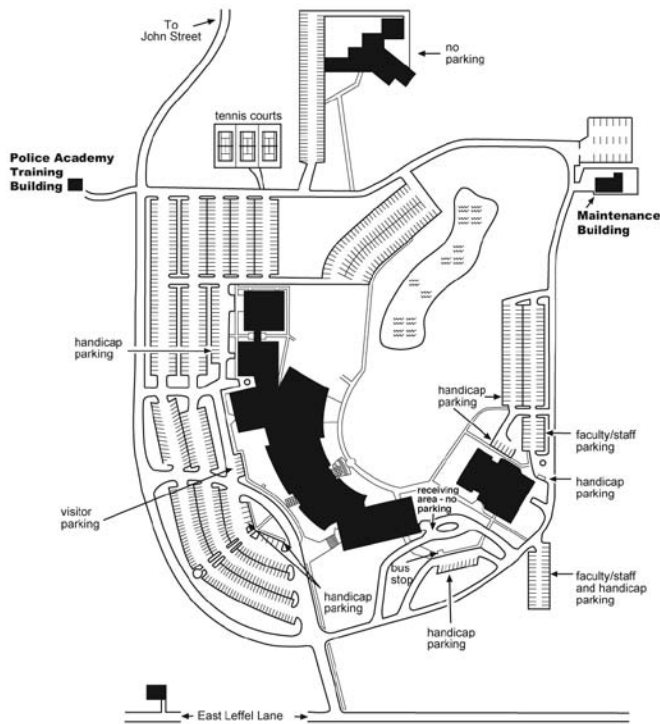 To
John Street
no
parking
tennis courts
Police Academy
Training
Building
Maintenance
Building
handicap
parking
handicap
parking
faculty/staff
parking
handicap
parking
visitor
parking
receiving
area - no
parking
bus
stop
handicap
parking
handicap
parking
faculty/staff
and handicap
parking
East Leffel Lane